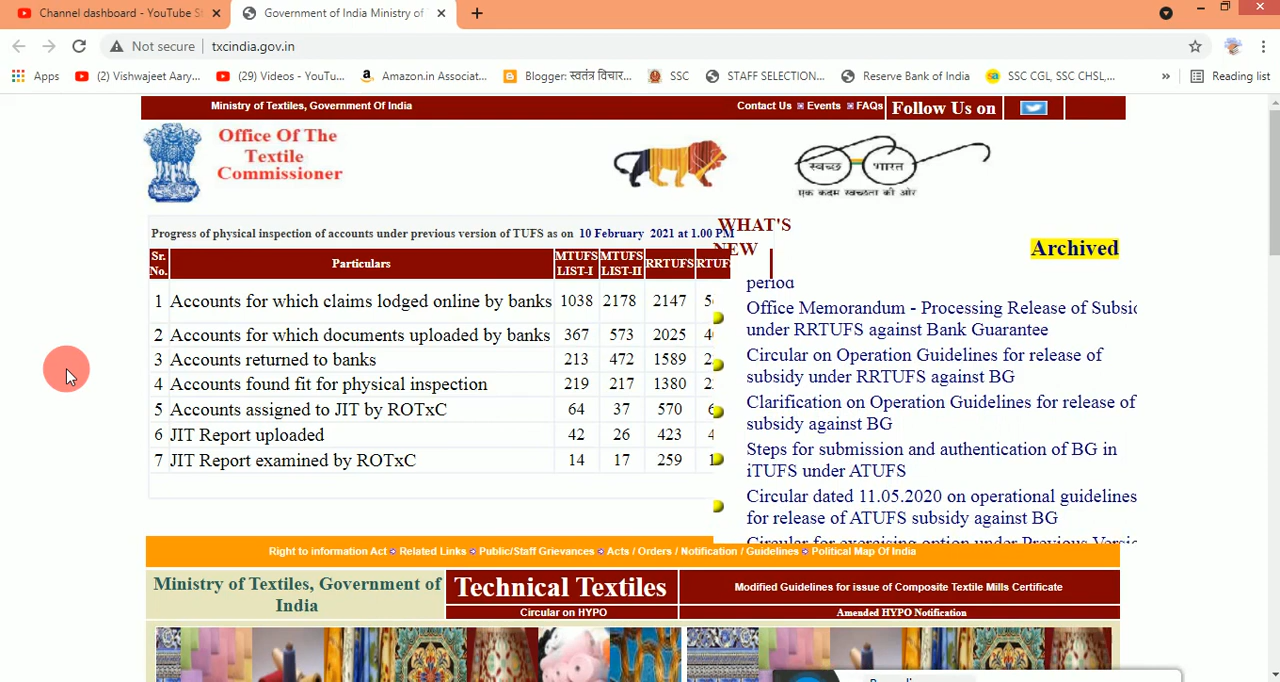 Channel dashboard - YouTube
Government of India Ministry of
Not secure
txcindia.gov.in
Apps
(2) Vishwajeet Aary...
(29) Videos - YouTu...
Amazon.in Associat...
Blogger: स्वतंत्र विचार...
SSC
STAFF SELECTION...
Reserve Bank of India
SSC CGL, SSC CHSL,...
Reading list
Ministry of Textiles, Government Of India
Contact Us Events FAQs
Follow Us on
Office Of The
Textile
Commissioner
स्वच्छ भारत
एक कदम स्वच्छता की ओर
Progress of physical inspection of accounts under previous version of TUFS as on 10 February 2021 at 1.00 PM
WHAT'S
NEW
Archived
Sr. No. Particulars MTUFS LIST-I MTUFS LIST-II RRTUFS RTUF
1 Accounts for which claims lodged online by banks 1038 2178 2147
2 Accounts for which documents uploaded by banks 367 573 2025
3 Accounts returned to banks 213 472 1589
4 Accounts found fit for physical inspection 219 217 1380
5 Accounts assigned to JIT by ROTxC 64 37 570
6 JIT Report uploaded 42 26 423
7 JIT Report examined by ROTxC 14 17 259
period
Office Memorandum - Processing Release of Subsid
under RRTUFS against Bank Guarantee
Circular on Operation Guidelines for release of
subsidy under RRTUFS against BG
Clarification on Operation Guidelines for release of
subsidy against BG
Steps for submission and authentication of BG in
iTUFS under ATUFS
Circular dated 11.05.2020 on operational guidelines
for release of ATUFS subsidy against BG
Circular for exercising option under Previous Versio
Right to information Act Related Links Public/Staff Grievances Acts / Orders / Notification / Guidelines Political Map Of India
Ministry of Textiles, Government of
India
Technical Textiles
Circular on HYPO
Modified Guidelines for issue of Composite Textile Mills Certificate
Amended HYPO Notification